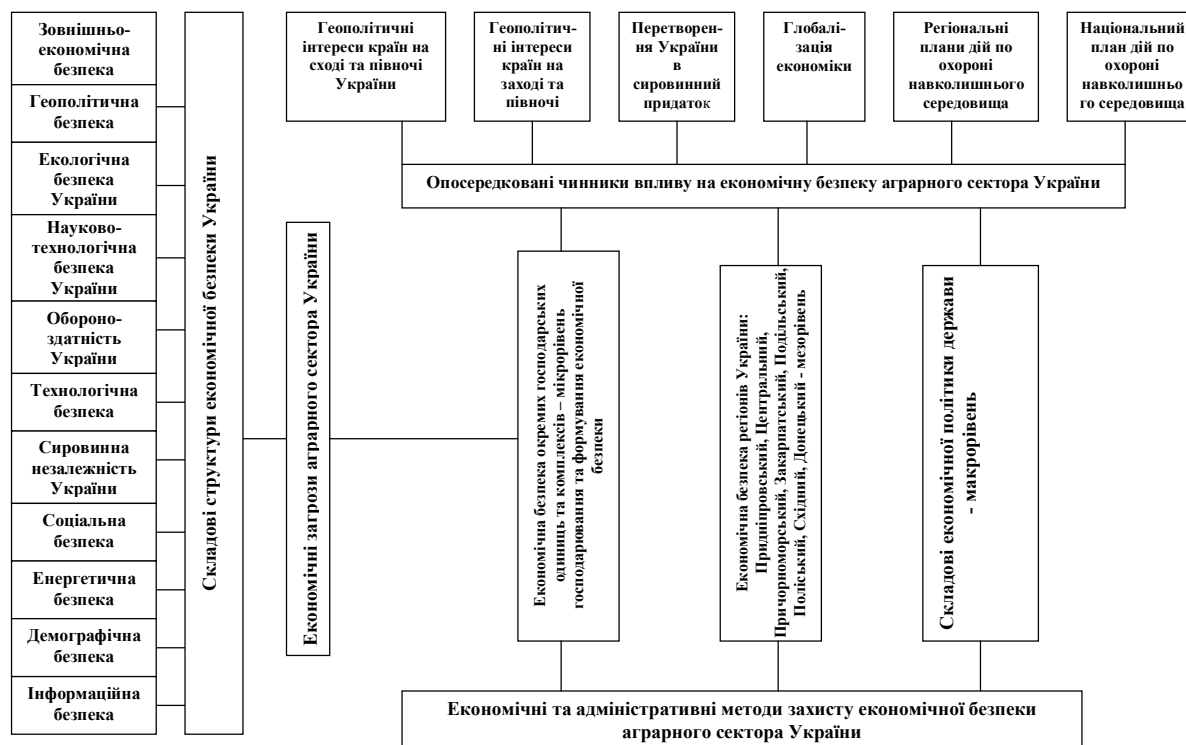 Зовнішньо-
економічна
безпека
Геополітична
безпека
Екологічна
безпека
України
Науково-
технологічна
безпека
України
Обороно-
здатність
України
Технологічна
безпека
Сировинна
незалежність
України
Соціальна
безпека
Енергетична
безпека
Демографічна
безпека
Інформаційна
безпека
Складові структури економічної безпеки України
Геополітичні
інтереси країн на
сході та півночі
України
Геополітич-
ні інтереси
країн на
заході та
півночі
Перетворен-
ня України
в
сировинний
придаток
Глобалі-
зація
економіки
Регіональні
плани дій по
охороні
навколишнього
середовища
Національний
план дій по
охороні
навколишньо
го середовища
Опосередковані чинники впливу на економічну безпеку аграрного сектора України
Економічні загрози аграрного сектора України
Економічна безпека окремих господарських
одиниць та комплексів – мікрорівень
господарювання та формування економічної
безпеки
Економічна безпека регіонів України:
Придніпровський, Центральний,
Причорноморський, Закарпатський, Подільський,
Поліський, Східний, Донецький - мезорівень
Складові економічної політики держави
- макрорівень
Економічні та адміністративні методи захисту економічної безпеки
аграрного сектора України